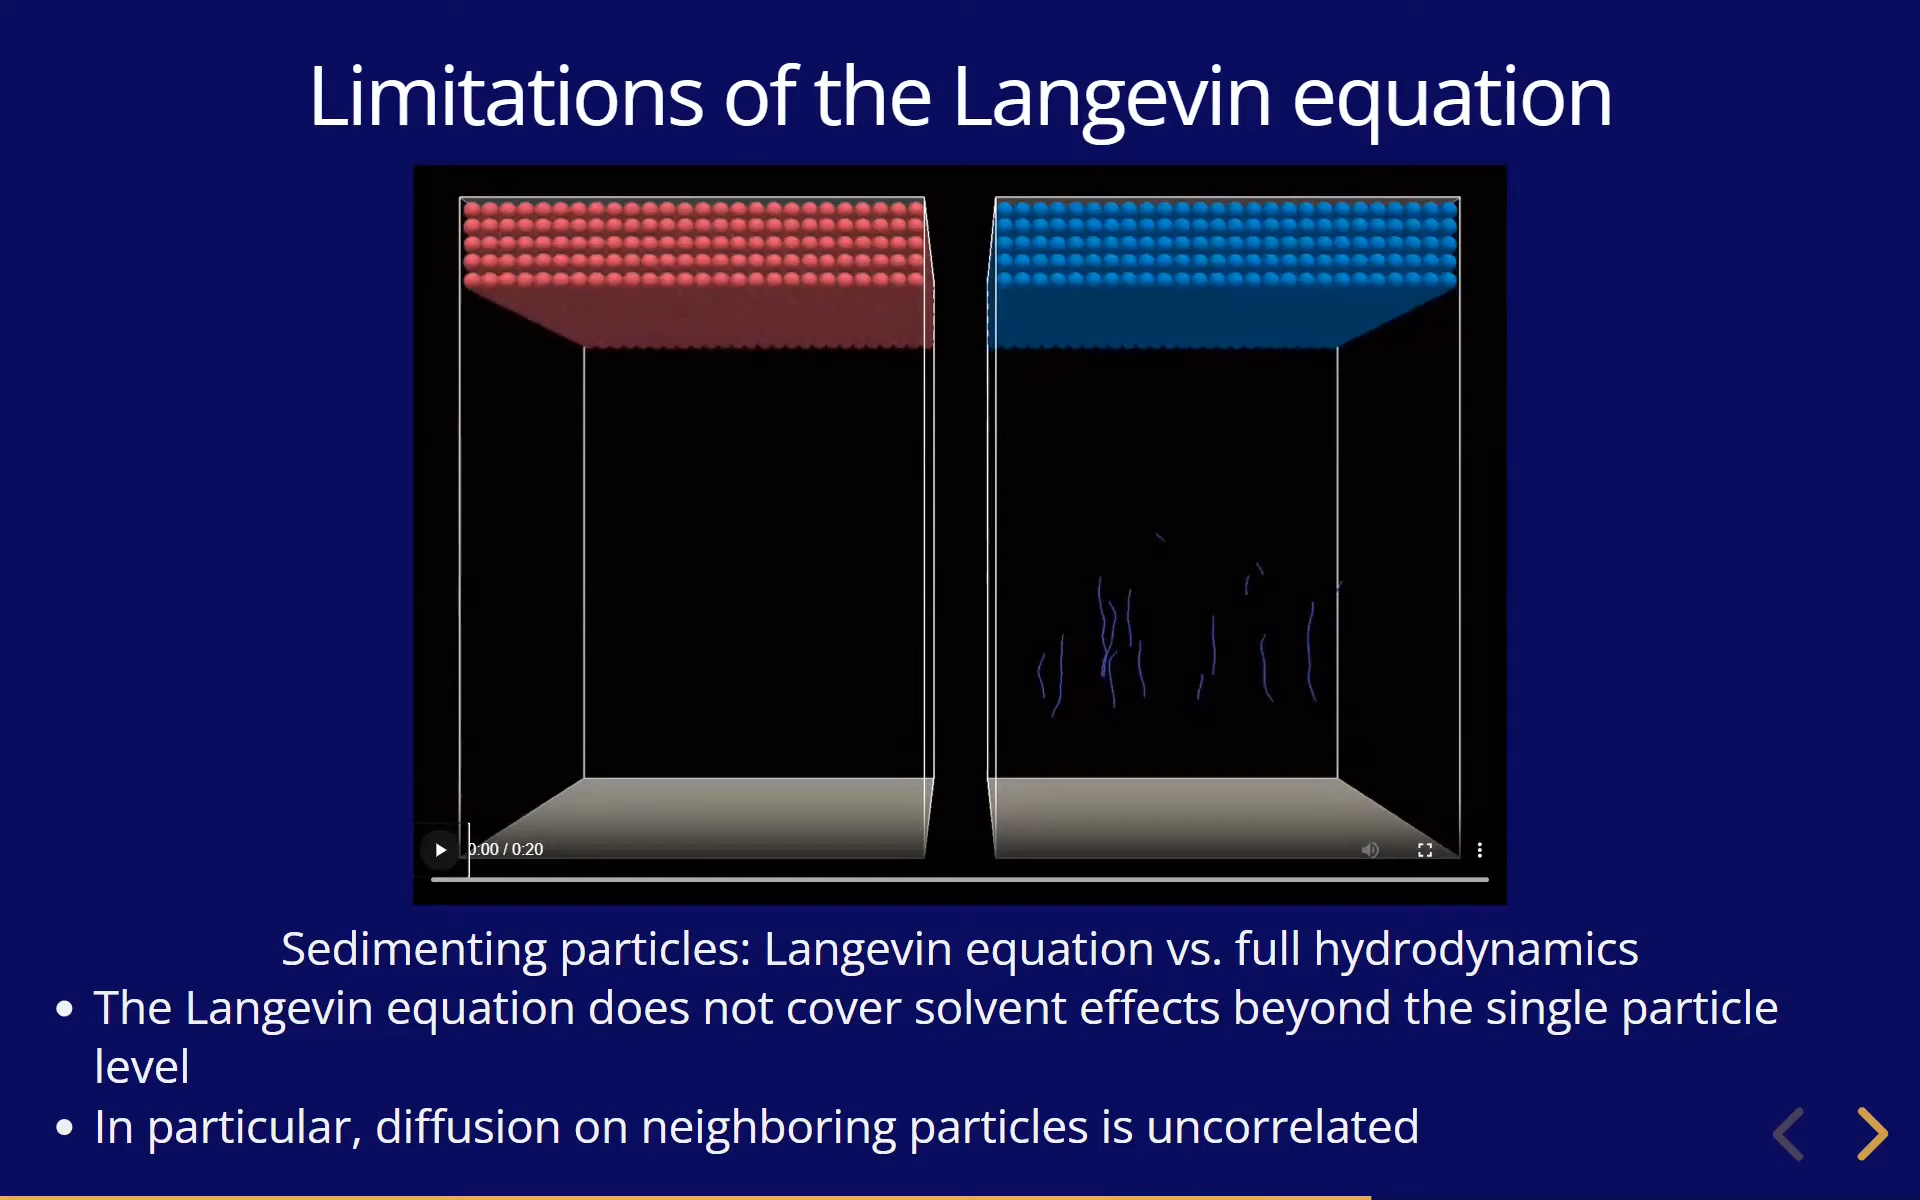 Limitations of the Langevin equation
0:00 / 0:20
Sedimenting particles: Langevin equation vs. full hydrodynamics
• The Langevin equation does not cover solvent effects beyond the single particle
level
• In particular, diffusion on neighboring particles is uncorrelated